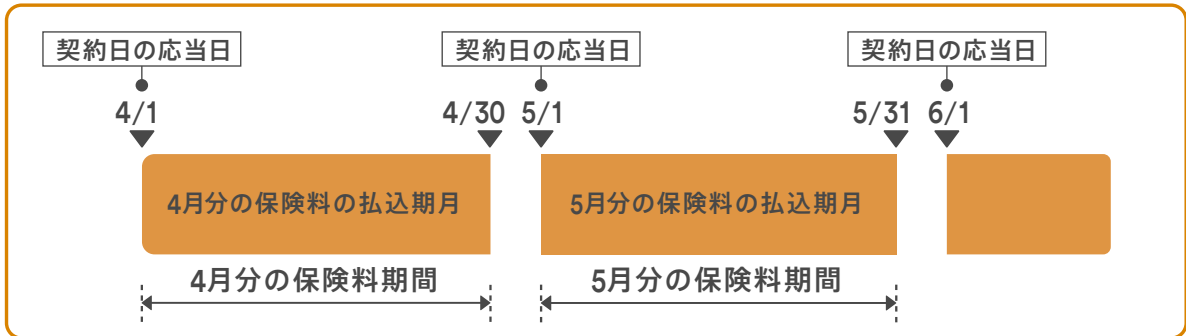 契約日の応当日
契約日の応当日
契約日の応当日
4/1
4/30
5/1
5/31
6/1
4月分の保険料の払込期月
5月分の保険料の払込期月
4月分の保険料期間
5月分の保険料期間